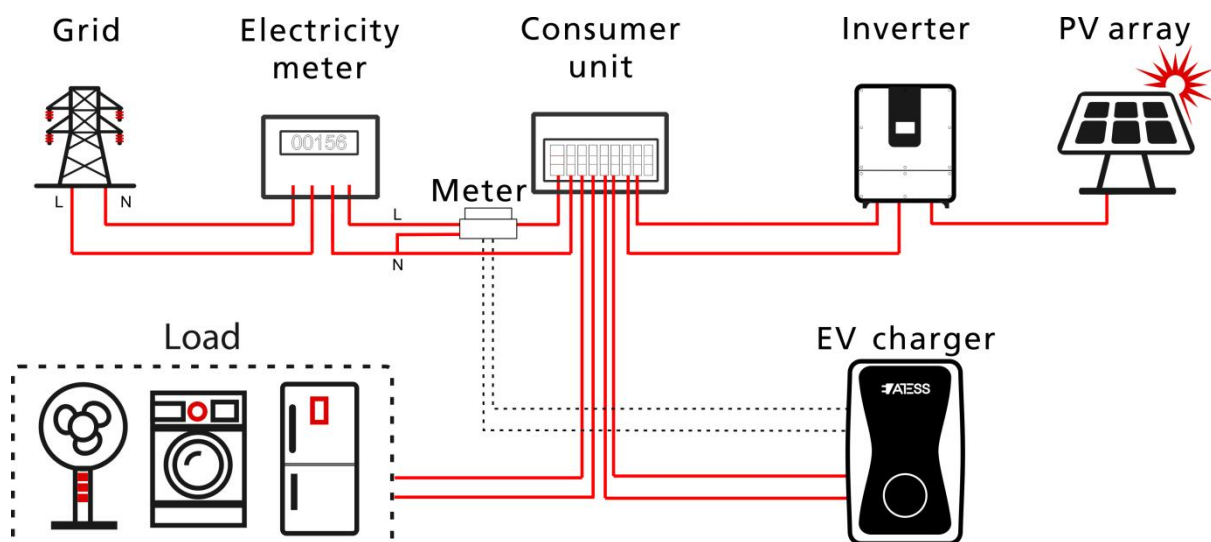 Grid
Electricity
meter
Consumer
unit
Inverter
PV array
00156
Meter
L
N
L
N
Load
EV charger
ATESS